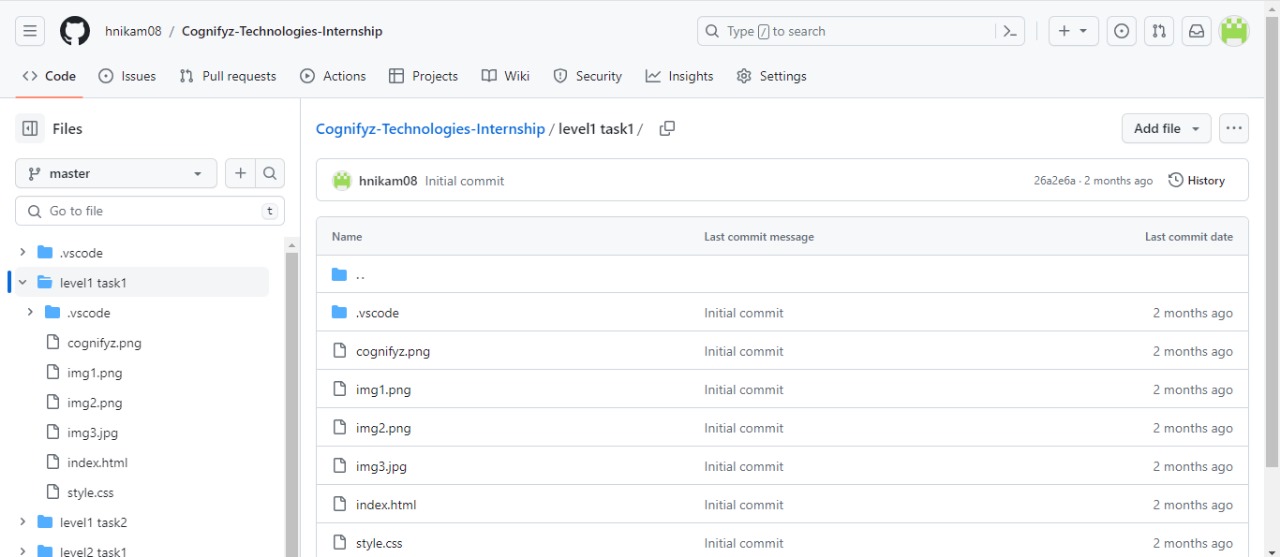 hnikam08 / Cognifyz-Technologies-Internship
Type / to search
Code Issues Pull requests Actions Projects Wiki Security Insights Settings
Files
Cognifyz-Technologies-Internship / level1 task1 /
Add file
master
hnikam08 Initial commit
26a2e6a · 2 months ago History
Go to file t
Name Last commit message Last commit date
. .
.vscode Initial commit 2 months ago
cognifyz.png Initial commit 2 months ago
img1.png Initial commit 2 months ago
img2.png Initial commit 2 months ago
img3.jpg Initial commit 2 months ago
index.html Initial commit 2 months ago
style.css Initial commit 2 months ago
.vscode
level1 task1
.vscode
cognifyz.png
img1.png
img2.png
img3.jpg
index.html
style.css
level1 task2
level2 task1